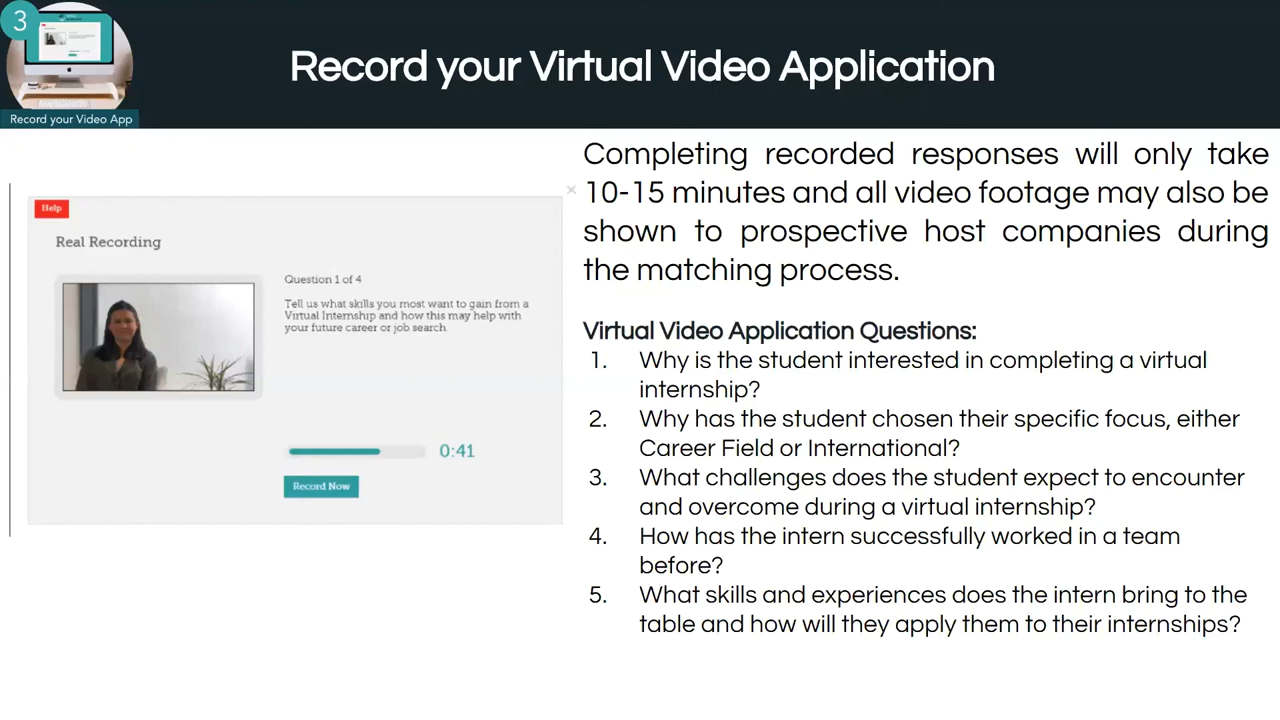 3
Record your Video App
Record your Virtual Video Application
Help
Real Recording
Question 1 of 4
Tell us what skills you most want to gain from a
Virtual Internship and how this may help with
your future career or job search.
0:41
Record Now
×
Completing recorded responses will only take
10-15 minutes and all video footage may also be
shown to prospective host companies during
the matching process.
Virtual Video Application Questions:
1. Why is the student interested in completing a virtual
internship?
2. Why has the student chosen their specific focus, either
Career Field or International?
3. What challenges does the student expect to encounter
and overcome during a virtual internship?
4. How has the intern successfully worked in a team
before?
5. What skills and experiences does the intern bring to the
table and how will they apply them to their internships?